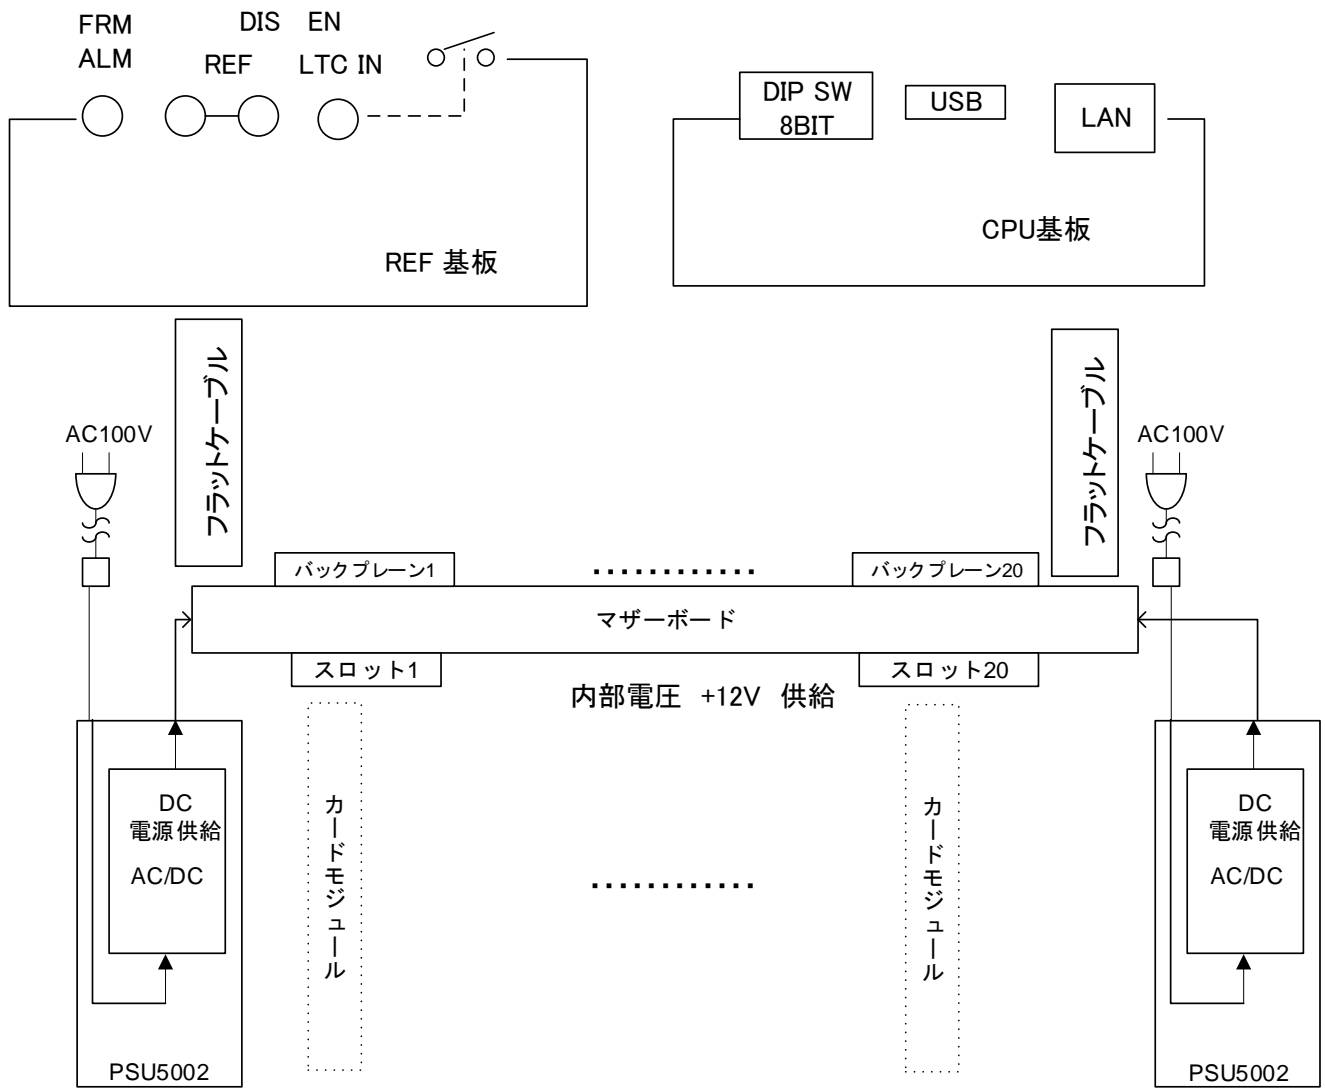 FRM
ALM
DIS EN
REF
LTC IN
REF 基板
DIP SW
8BIT
USB
LAN
CPU基板
フラットケーブル
フラットケーブル
AC100V
AC100V
バックプレーン1
バックプレーン20
マザーボード
スロット1
スロット20
内部電圧 +12V 供給
カードモジュール
カードモジュール
DC
電源供給
AC/DC
PSU5002
DC
電源供給
AC/DC
PSU5002